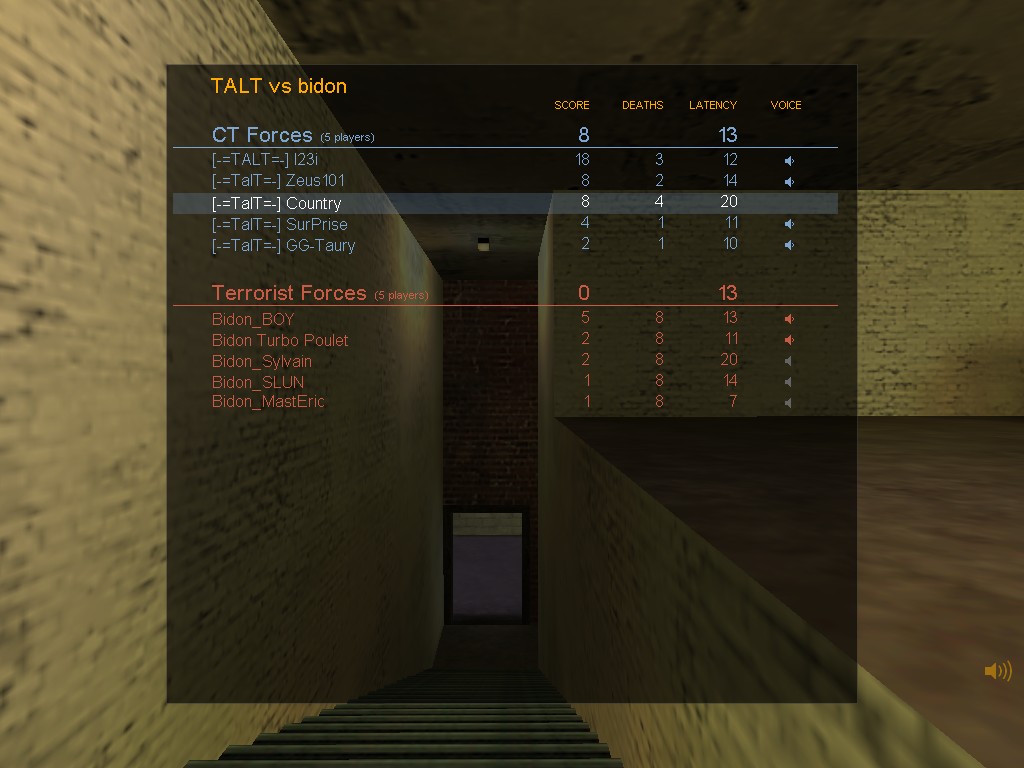 TALT vs bidon
SCORE DEATHS LATENCY VOICE
CT Forces (5 players) 8 13
[-=TALT=-] l23i 18 3 12
[-=TalT=-] Zeus101 8 2 14
[-=TalT=-] Country 8 4 20
[-=TalT=-] SurPrise 4 1 11
[-=TalT=-] GG-Taury 2 1 10
Terrorist Forces (5 players) 0 13
Bidon_BOY 5 8 13
Bidon Turbo Poulet 2 8 11
Bidon_Sylvain 2 8 20
Bidon_SLUN 1 8 14
Bidon_MastEric 1 8 7